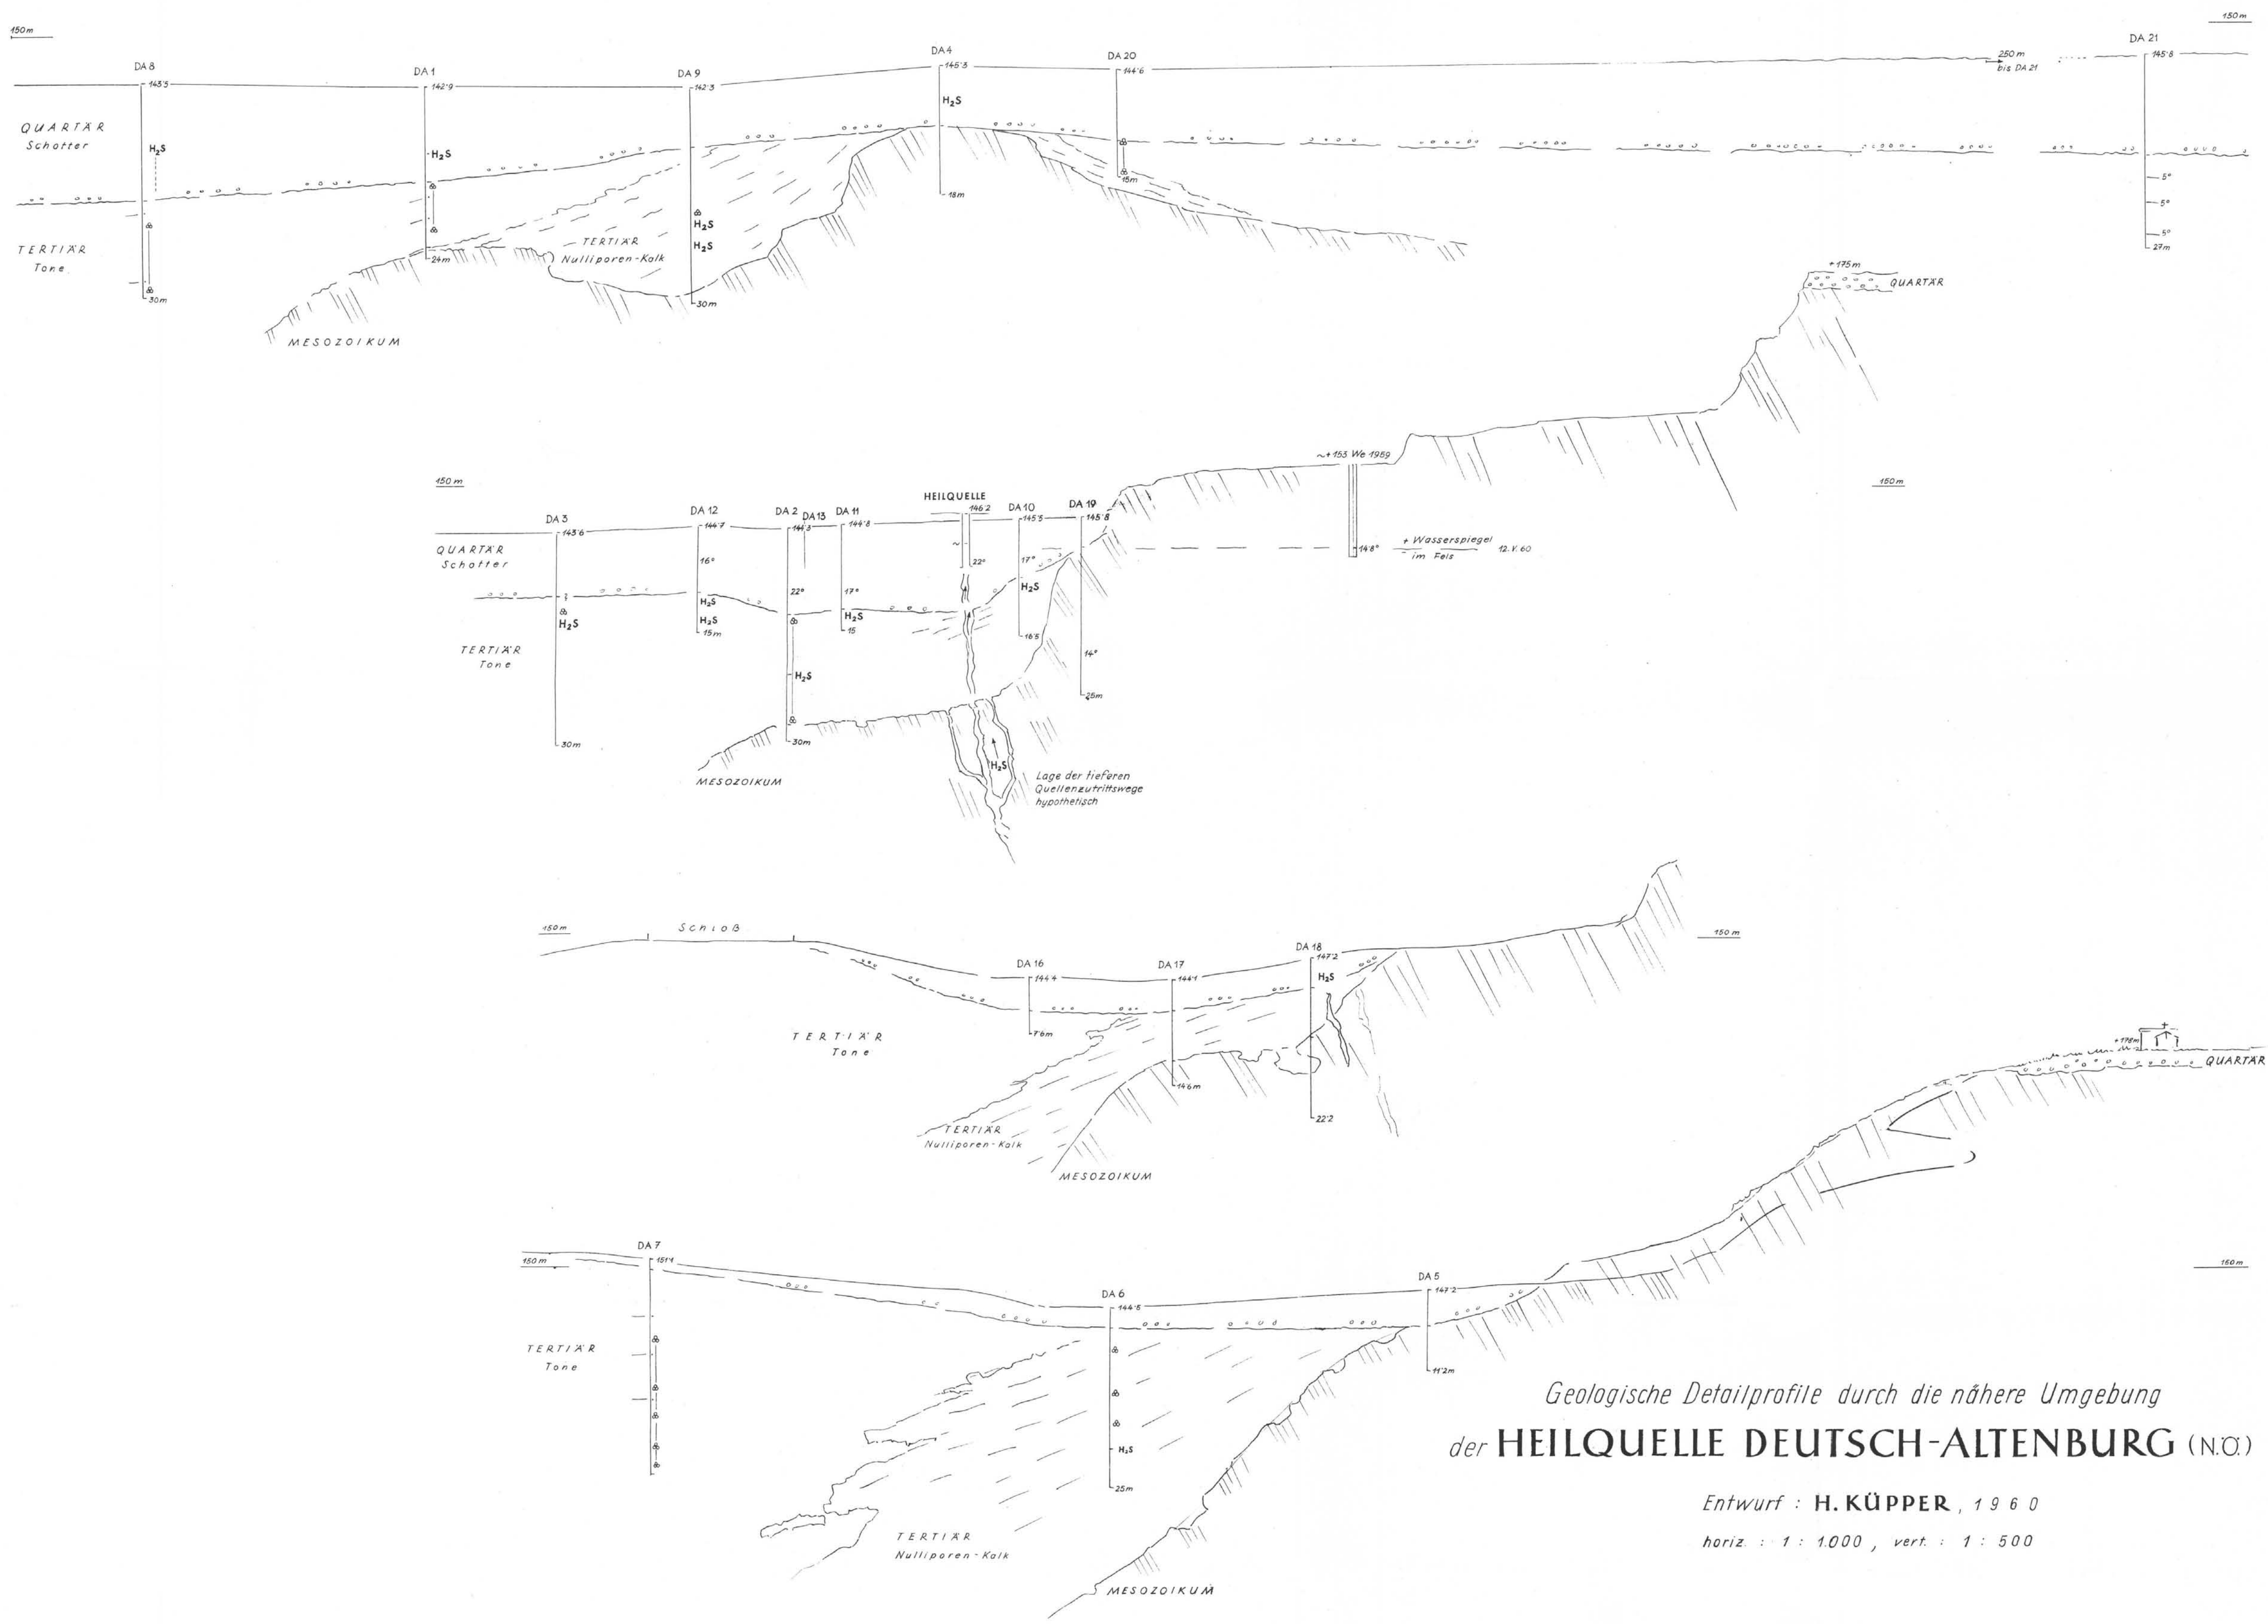 150m
150m
DA 8
DA 1
DA 9
DA 4
DA 20
DA 21
143'5
142'9
142'3
145'3
144'6
250 m
bis DA 21
145'8
QUARTÄR
Schotter
H₂S
H₂S
H₂S
TERTIÄR
Tone
TERTIÄR
Nulliporen-Kalk
H₂S
H₂S
30m
24m
30m
18m
15m
5°
5°
5°
27m
MESOZOIKUM
+175m
QUARTÄR
150 m
150m
~+153 We 1959
14'8°
+ Wasserspiegel
im Fels
12. V. 60
DA 3
DA 12
DA 2
DA 13
DA 11
HEILQUELLE
DA 10
DA 19
143'6
144'7
144'8
146'2
145'5
145'8
QUARTÄR
Schotter
16°
22°
17°
22°
17°
H₂S
H₂S
H₂S
H₂S
H₂S
H₂S
15m
15
16'5
14°
25m
TERTIÄR
Tone
30m
30m
MESOZOIKUM
H₂S
Lage der tieferen
Quellenzutrittswege
hypothetisch
150m
Schloß
150m
DA 16
DA 17
DA 18
144'4
144'1
147'2
H₂S
TERTIÄR
Tone
7'6m
14'6m
22'2
TERTIÄR
Nulliporen-Kalk
MESOZOIKUM
+178m
QUARTÄR
150 m
150m
DA 7
DA 6
DA 5
151'1
144'5
147'2
TERTIÄR
Tone
H₂S
25m
11'2m
TERTIÄR
Nulliporen-Kalk
MESOZOIKUM
Geologische Detailprofile durch die nähere Umgebung
der HEILQUELLE DEUTSCH-ALTENBURG (N.Ö.)
Entwurf : H. KÜPPER, 1960
horiz. : 1 : 1.000 , vert. : 1 : 500